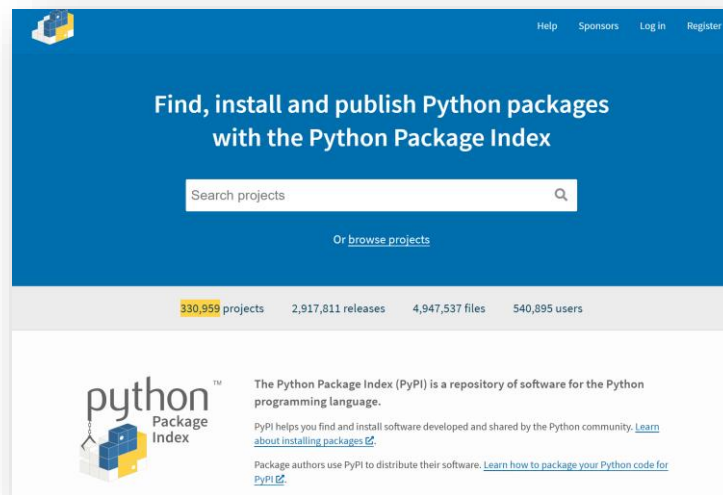 Help Sponsors Log in Register
Find, install and publish Python packages
with the Python Package Index
Search projects
Or browse projects
330,959 projects 2,917,811 releases 4,947,537 files 540,895 users
python™
Package
Index
The Python Package Index (PyPI) is a repository of software for the Python
programming language.
PyPI helps you find and install software developed and shared by the Python community. Learn
about installing packages.
Package authors use PyPI to distribute their software. Learn how to package your Python code for
PyPI.